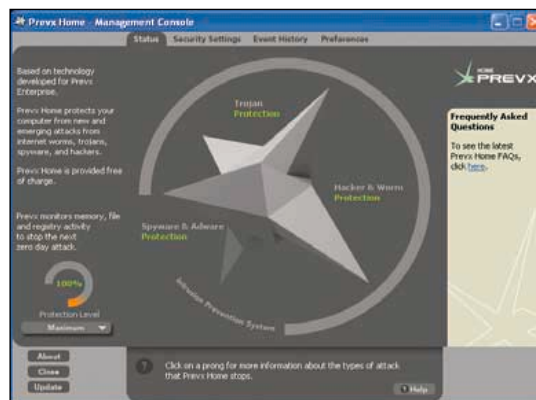 Prevx Home - Management Console
Status
Security Settings
Event History
Preferences
Based on technology
developed for Prevx
Enterprise.
Prevx Home protects your
computer from new and
emerging attacks from
internet worms, trojans,
spyware, and hackers.
Prevx Home is provided free
of charge.
Prevx monitors memory, file
and registry activity
to stop the next
zero day attack.
100%
Protection Level
Maximum
About
Close
Update
Trojan
Protection
Hacker & Worm
Protection
Spyware & Adware
Protection
Intrusion Prevention System
Click on a prong for more information about the types of attack
that Prevx Home stops.
? Help
HOME
PREVX
Frequently Asked
Questions
To see the latest
Prevx Home FAQs,
click here.